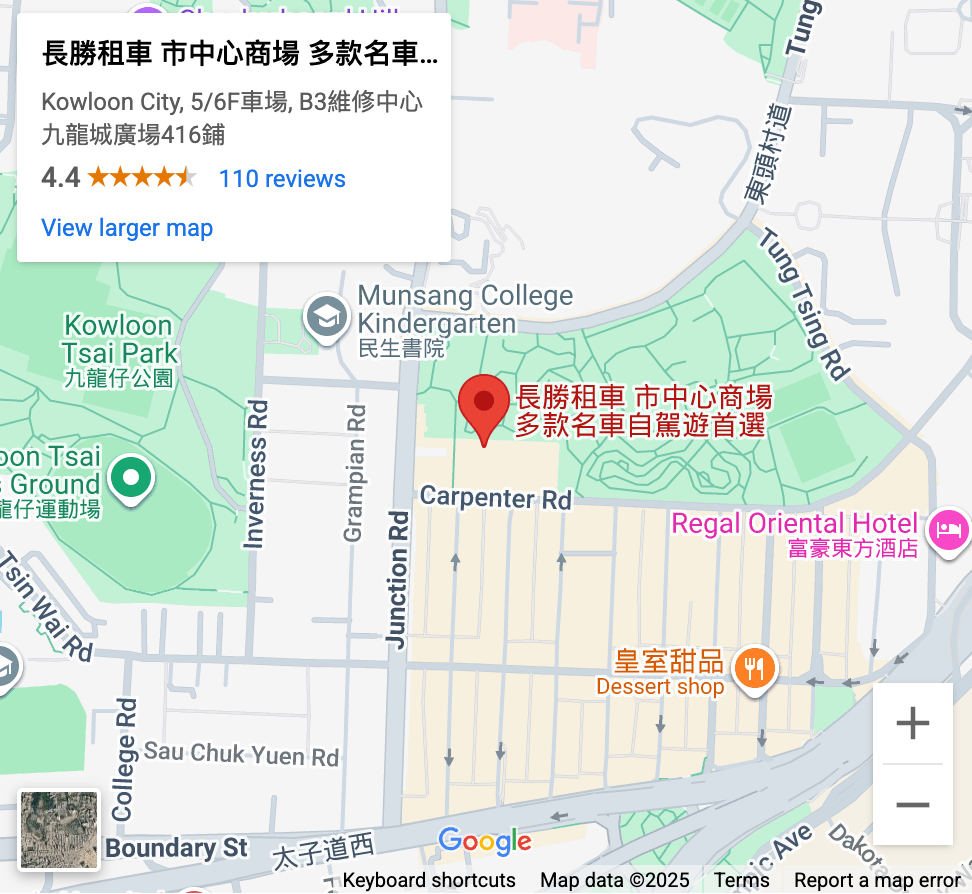 長勝租車 市中心商場 多款名車…
Kowloon City, 5/6F車場, B3維修中心
九龍城廣場416鋪
4.4
110 reviews
View larger map
Tung
東頭村道
Tung Tsing Rd
Munsang College
Kindergarten
民生書院
Kowloon
Tsai Park
九龍仔公園
長勝租車 市中心商場
多款名車自駕遊首選
oon Tsai
s Ground
龍仔運動場
Inverness Rd
Grampian Rd
Junction Rd
Carpenter Rd
Regal Oriental Hotel
富豪東方酒店
Tsin Wai Rd
皇室甜品
Dessert shop
College Rd
Sau Chuk Yuen Rd
Boundary St
太子道西
Google
Dakota
Keyboard shortcuts
Map data ©2025
Terms
c Ave
Report a map error